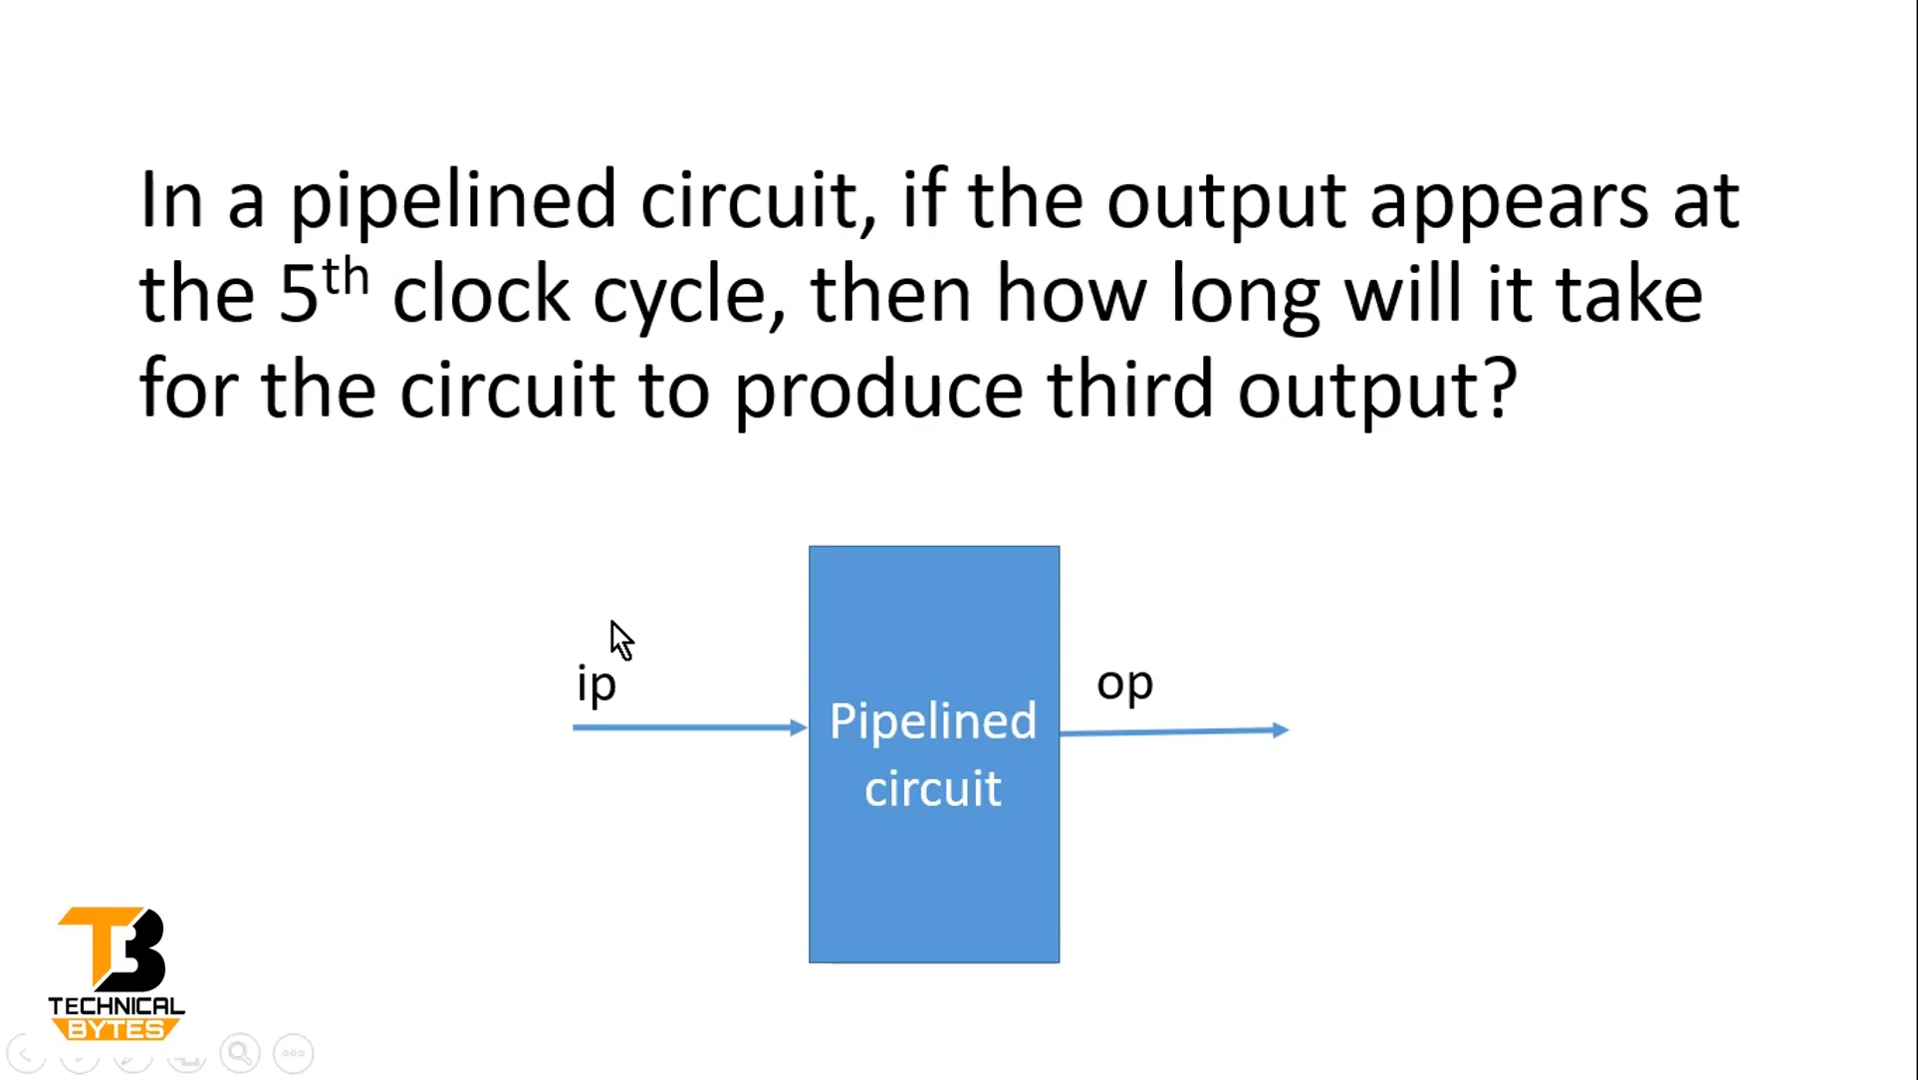 In a pipelined circuit, if the output appears at
the 5th clock cycle, then how long will it take
for the circuit to produce third output?
ip
op
Pipelined
circuit
TB
TECHNICAL
BYTES